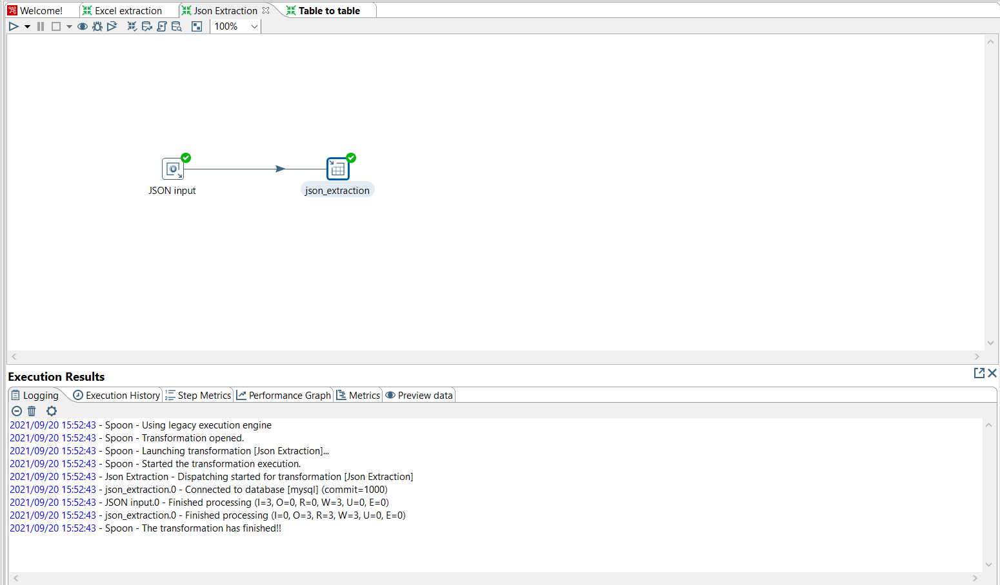 Welcome! Excel extraction Json Extraction Table to table
100%
JSON input json_extraction
Execution Results
Logging Execution History Step Metrics Performance Graph Metrics Preview data
2021/09/20 15:52:43 - Spoon - Using legacy execution engine
2021/09/20 15:52:43 - Spoon - Transformation opened.
2021/09/20 15:52:43 - Spoon - Launching transformation [Json Extraction]...
2021/09/20 15:52:43 - Spoon - Started the transformation execution.
2021/09/20 15:52:43 - Json Extraction - Dispatching started for transformation [Json Extraction]
2021/09/20 15:52:43 - json_extraction.0 - Connected to database [mysql] (commit=1000)
2021/09/20 15:52:43 - JSON input.0 - Finished processing (I=3, O=0, R=0, W=3, U=0, E=0)
2021/09/20 15:52:43 - json_extraction.0 - Finished processing (I=0, O=3, R=3, W=3, U=0, E=0)
2021/09/20 15:52:43 - Spoon - The transformation has finished!!